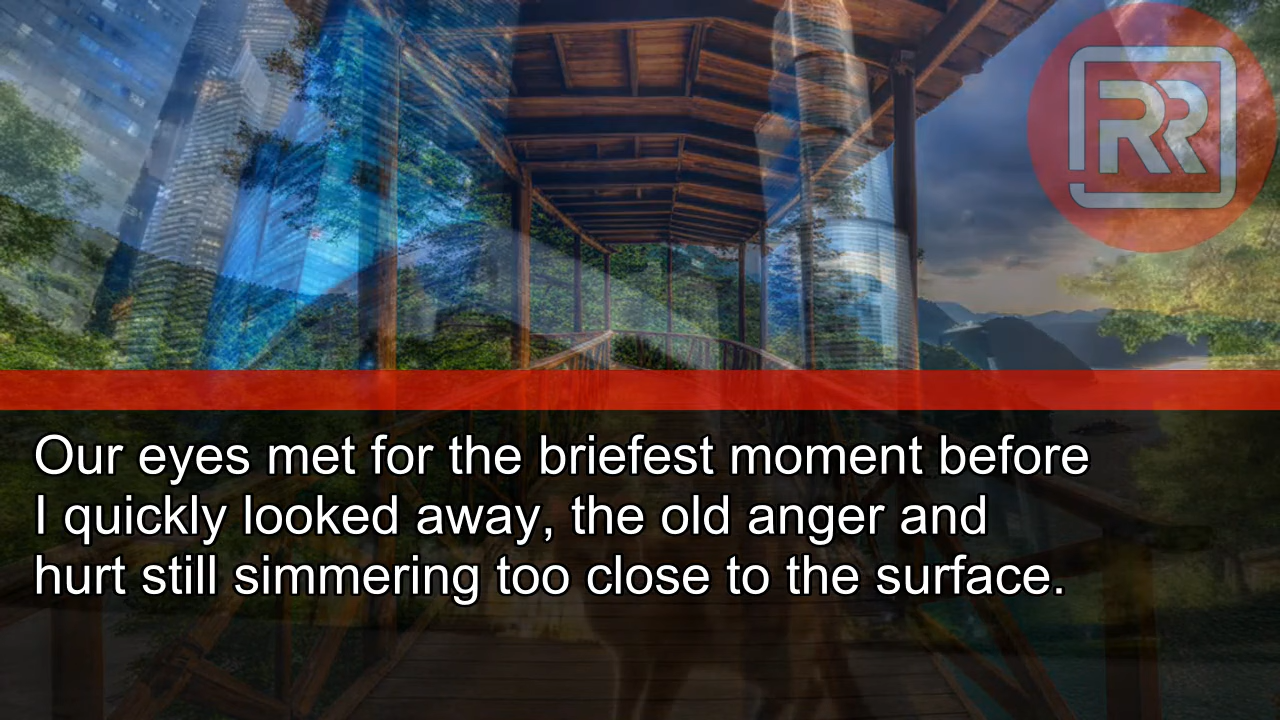 RR
Our eyes met for the briefest moment before
I quickly looked away, the old anger and
hurt still simmering too close to the surface.